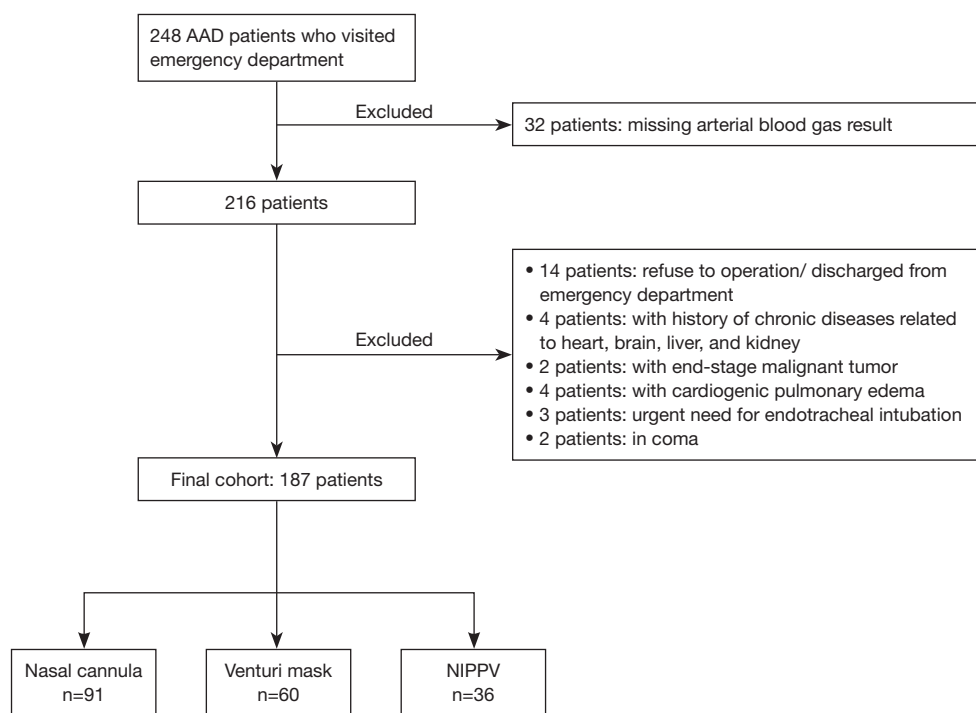 248 AAD patients who visited
emergency department
Excluded
32 patients: missing arterial blood gas result
216 patients
• 14 patients: refuse to operation/ discharged from
emergency department
• 4 patients: with history of chronic diseases related
to heart, brain, liver, and kidney
• 2 patients: with end-stage malignant tumor
• 4 patients: with cardiogenic pulmonary edema
• 3 patients: urgent need for endotracheal intubation
• 2 patients: in coma
Excluded
Final cohort: 187 patients
Nasal cannula
n=91
Venturi mask
n=60
NIPPV
n=36